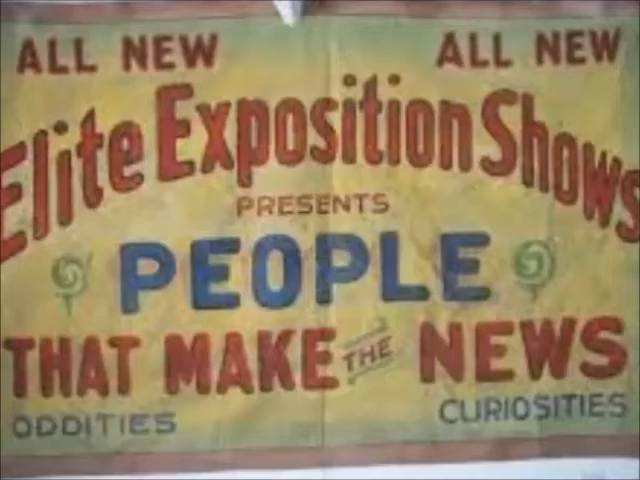 ALL NEW ALL NEW
Elite Exposition Shows
PRESENTS
PEOPLE
THAT MAKE THE NEWS
ODDITIES CURIOSITIES